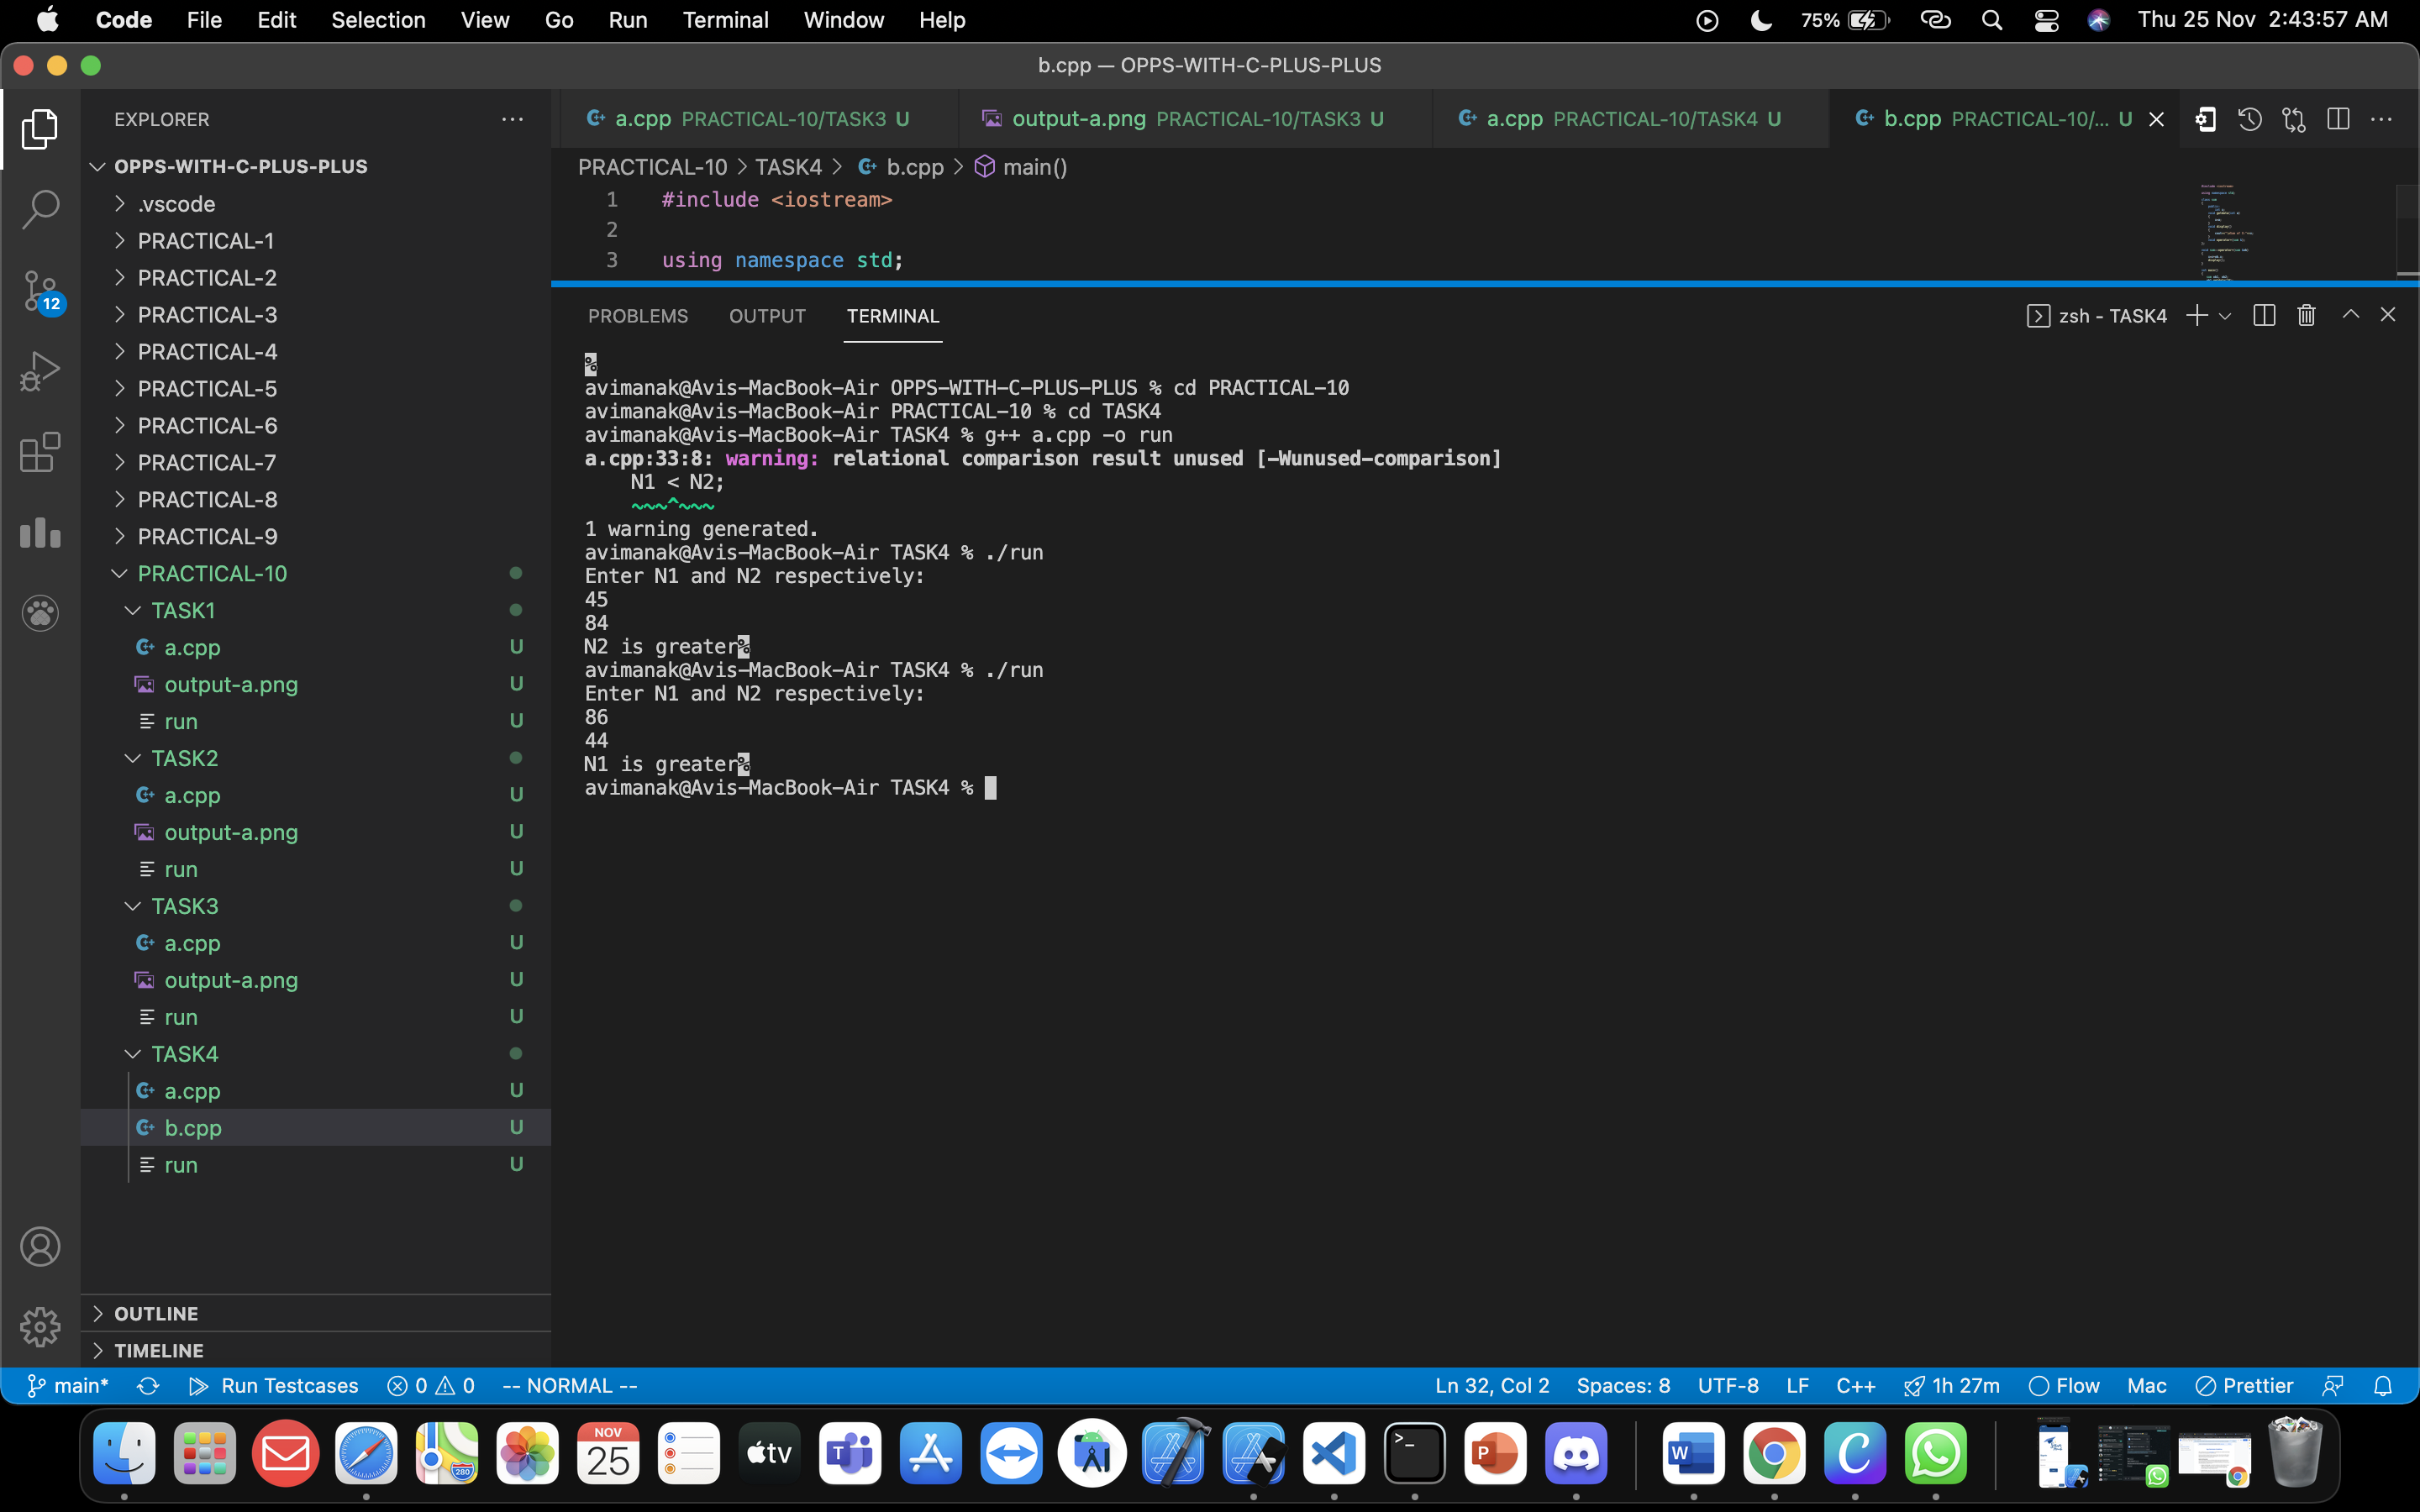 Code File Edit Selection View Go Run Terminal Window Help 75% Thu 25 Nov 2:43:57 AM
b.cpp — OPPS-WITH-C-PLUS-PLUS
EXPLORER
OPPS-WITH-C-PLUS-PLUS
.vscode
PRACTICAL-1
PRACTICAL-2
PRACTICAL-3
PRACTICAL-4
PRACTICAL-5
PRACTICAL-6
PRACTICAL-7
PRACTICAL-8
PRACTICAL-9
PRACTICAL-10
TASK1
a.cpp U
output-a.png U
run U
TASK2
a.cpp U
output-a.png U
run U
TASK3
a.cpp U
output-a.png U
run U
TASK4
a.cpp U
b.cpp U
run U
OUTLINE
TIMELINE
12
a.cpp PRACTICAL-10/TASK3 U output-a.png PRACTICAL-10/TASK3 U a.cpp PRACTICAL-10/TASK4 U b.cpp PRACTICAL-10/... U
PRACTICAL-10 > TASK4 > b.cpp > main()
1 #include <iostream>
2
3 using namespace std;
PROBLEMS OUTPUT TERMINAL zsh - TASK4
%
avimanak@Avis-MacBook-Air OPPS-WITH-C-PLUS-PLUS % cd PRACTICAL-10
avimanak@Avis-MacBook-Air PRACTICAL-10 % cd TASK4
avimanak@Avis-MacBook-Air TASK4 % g++ a.cpp -o run
a.cpp:33:8: warning: relational comparison result unused [-Wunused-comparison]
N1 < N2;
~~~^~~~
1 warning generated.
avimanak@Avis-MacBook-Air TASK4 % ./run
Enter N1 and N2 respectively:
45
84
N2 is greater%
avimanak@Avis-MacBook-Air TASK4 % ./run
Enter N1 and N2 respectively:
86
44
N1 is greater%
avimanak@Avis-MacBook-Air TASK4 %
main* Run Testcases 0 0 -- NORMAL -- Ln 32, Col 2 Spaces: 8 UTF-8 LF C++ 1h 27m Flow Mac Prettier
280
NOV
25
tv
T
>_
P
W
C